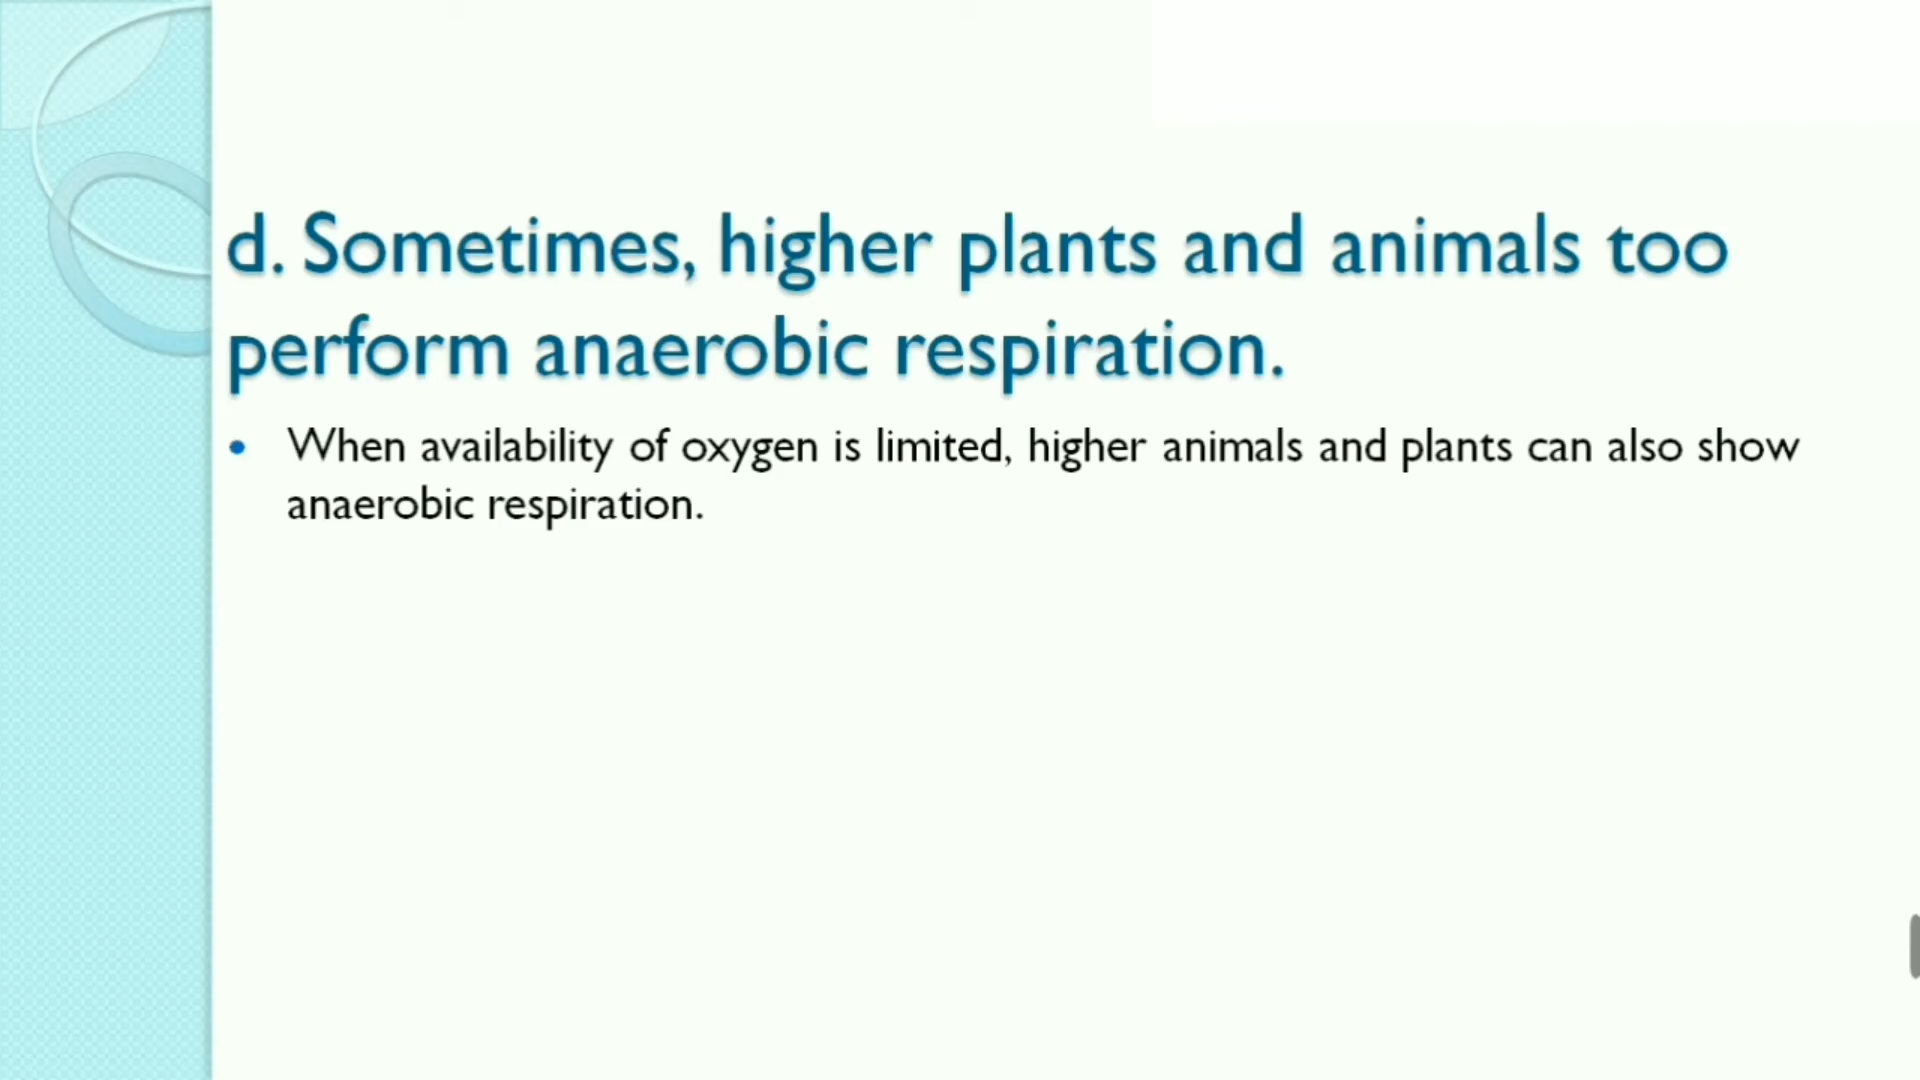 d. Sometimes, higher plants and animals too
perform anaerobic respiration.
• When availability of oxygen is limited, higher animals and plants can also show
anaerobic respiration.